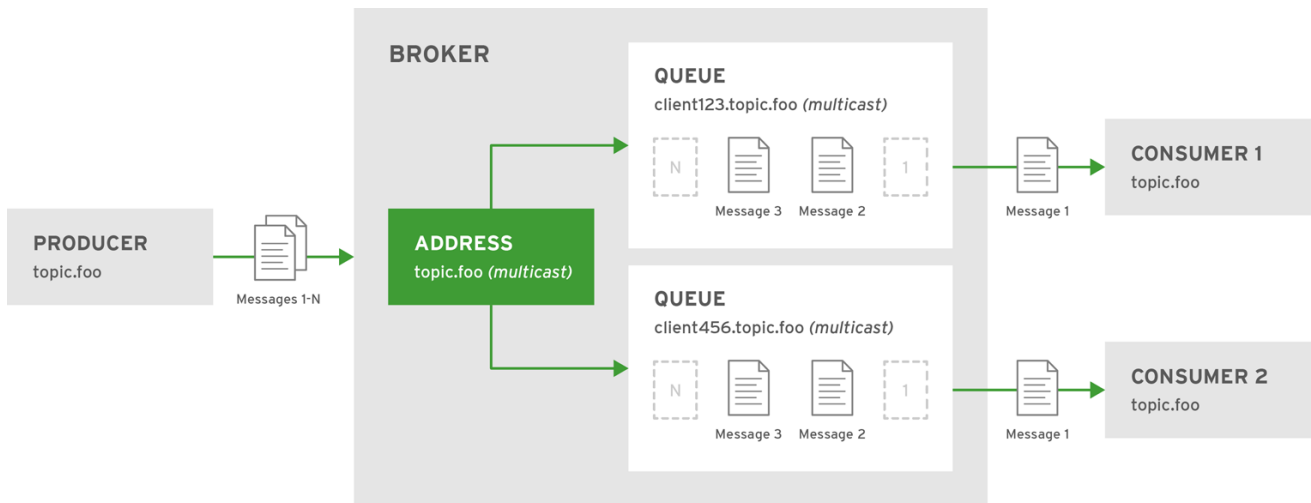 BROKER
PRODUCER
topic.foo
Messages 1-N
ADDRESS
topic.foo (multicast)
QUEUE
client123.topic.foo (multicast)
N
1
Message 3
Message 2
Message 1
CONSUMER 1
topic.foo
QUEUE
client456.topic.foo (multicast)
N
1
Message 3
Message 2
Message 1
CONSUMER 2
topic.foo